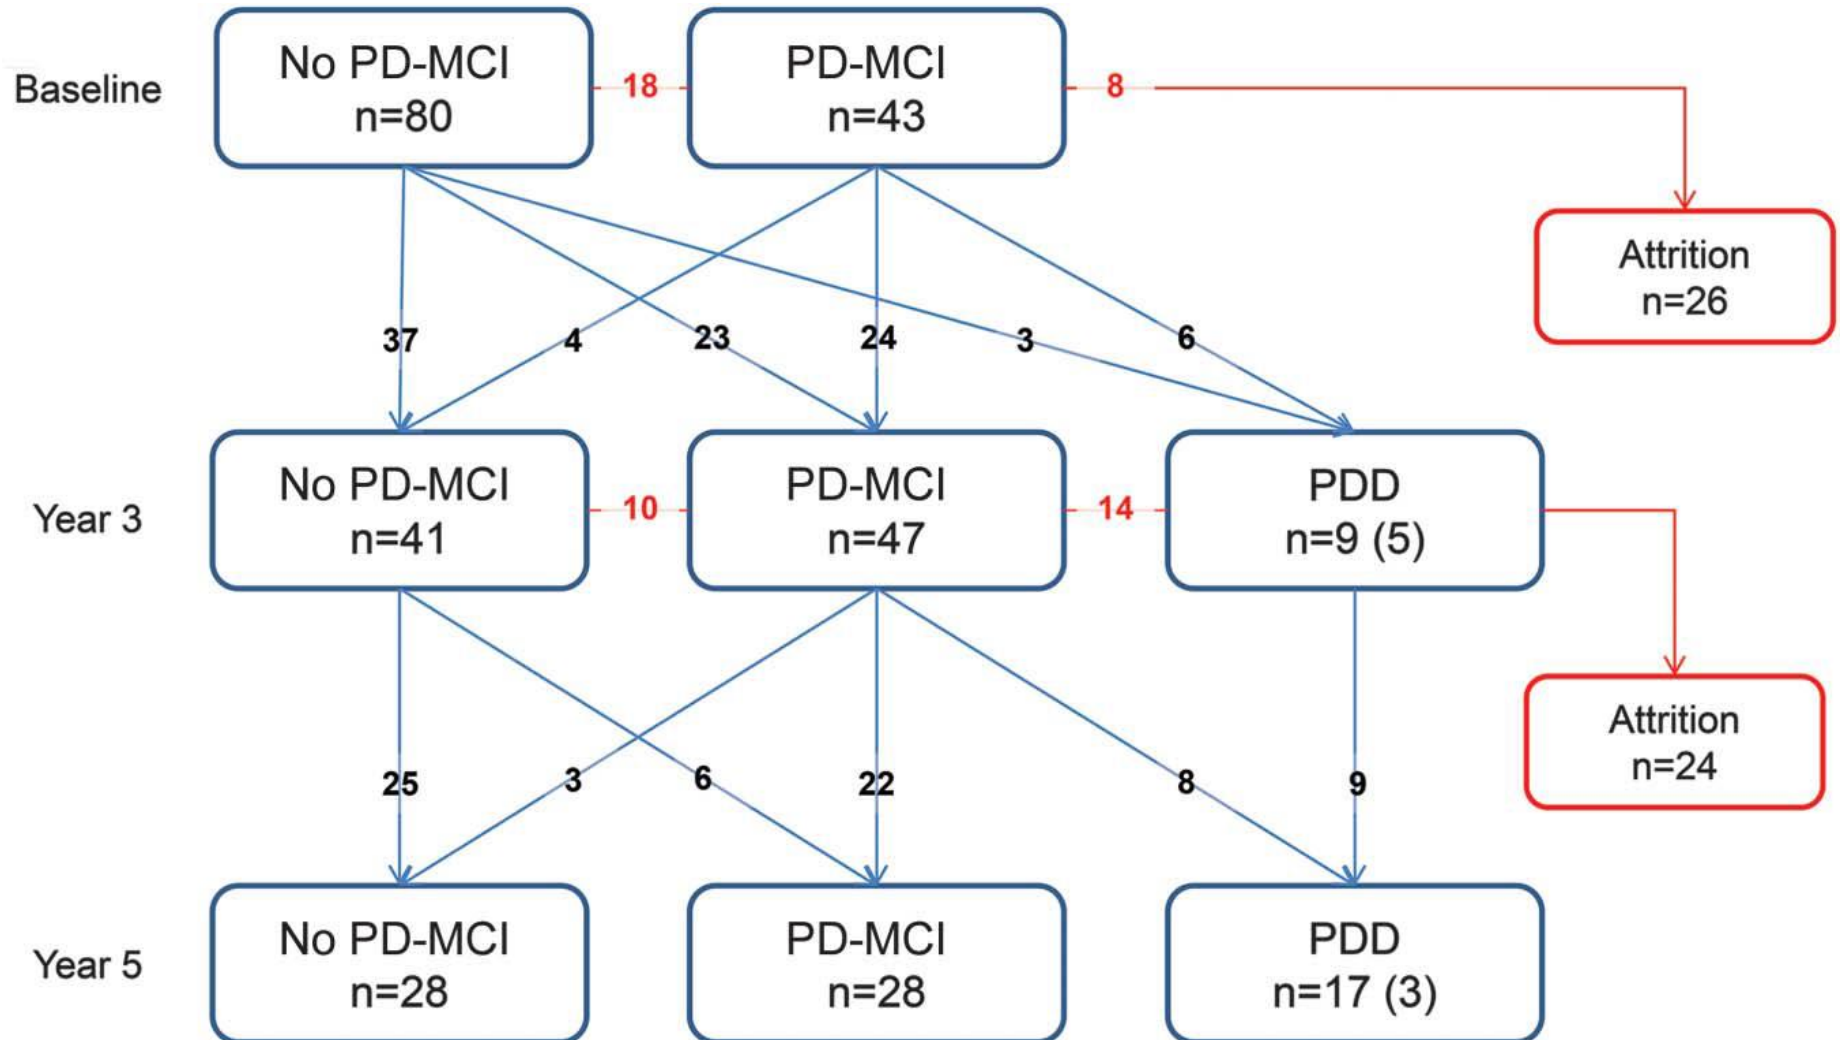 Baseline
No PD-MCI
n=80
18
PD-MCI
n=43
8
Attrition
n=26
37
4
23
24
3
6
Year 3
No PD-MCI
n=41
10
PD-MCI
n=47
14
PDD
n=9 (5)
Attrition
n=24
25
3
6
22
8
9
Year 5
No PD-MCI
n=28
PD-MCI
n=28
PDD
n=17 (3)